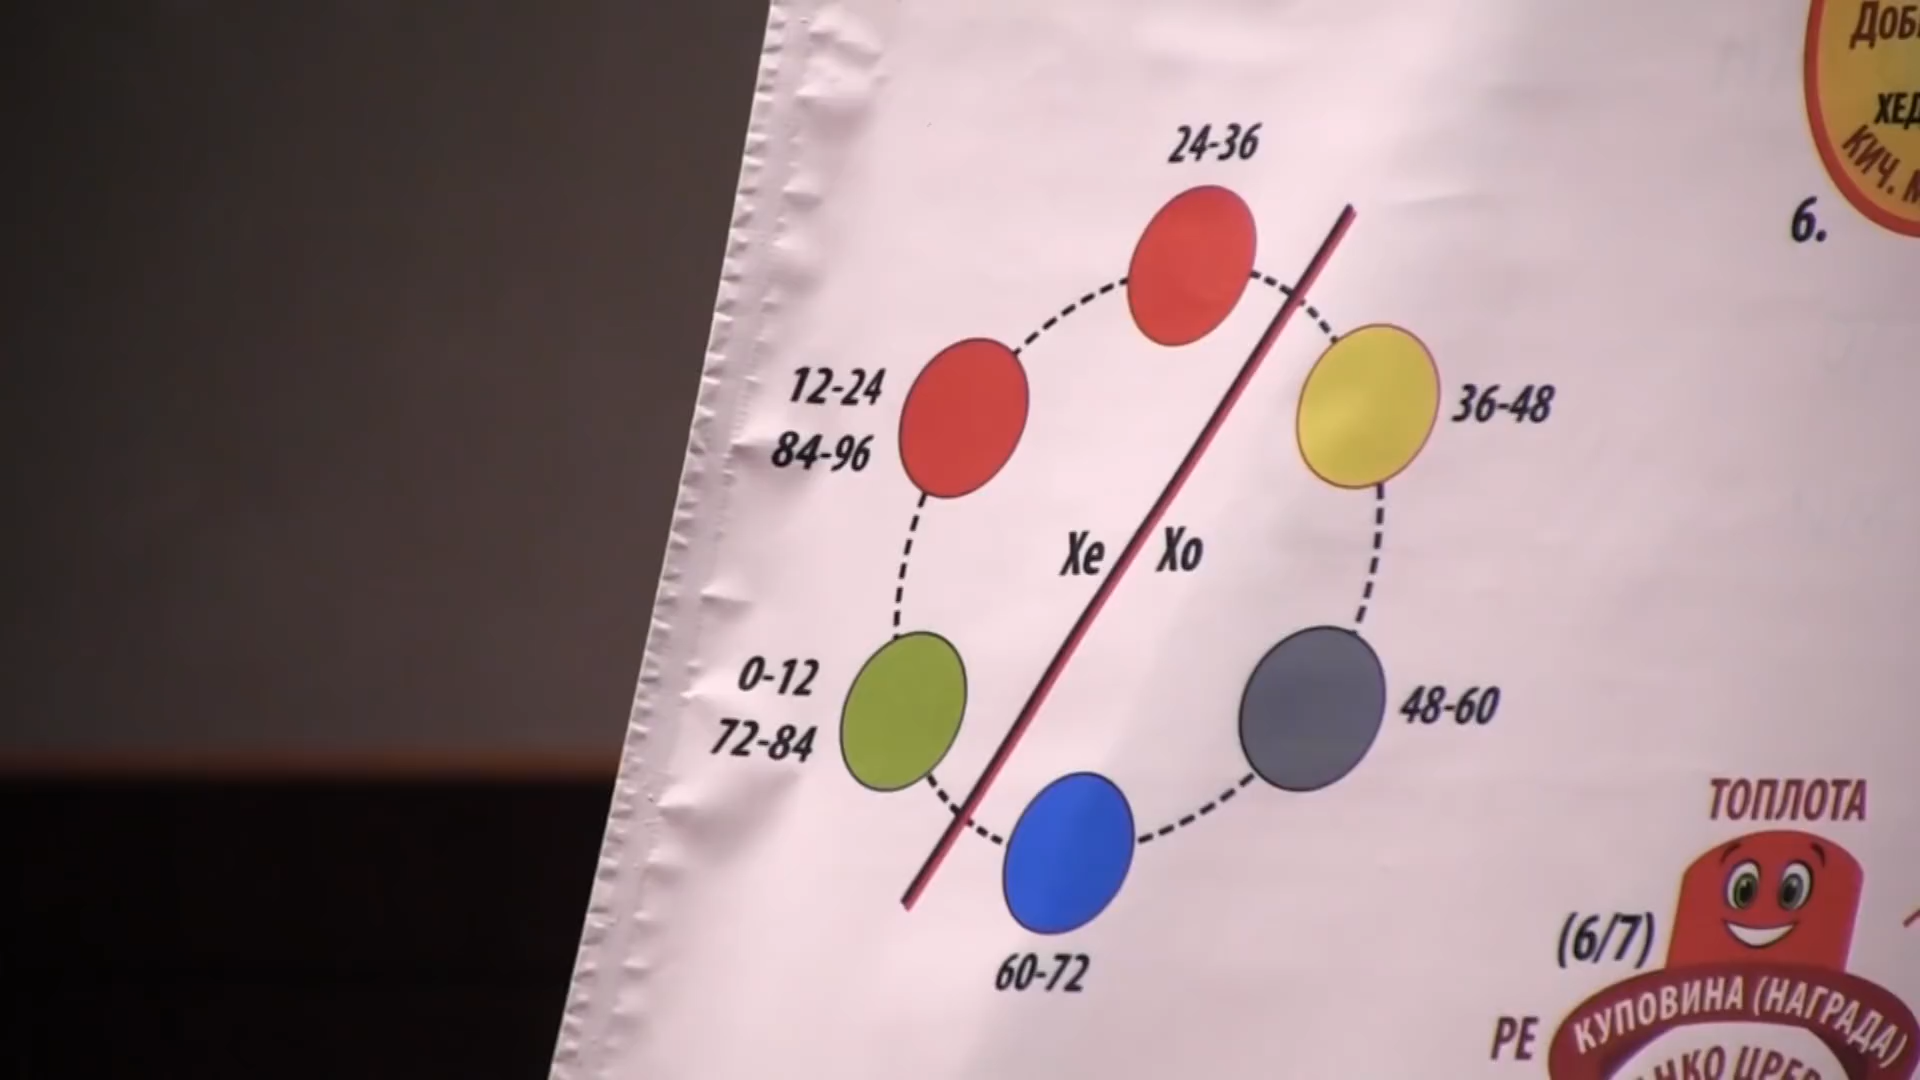 24-36
12-24
84-96
36-48
Хе
Хо
0-12
72-84
48-60
60-72
6.
КИЧ.
ТОПЛОТА
(6/7)
РЕ
КУПОВИНА (НАГРАДА)